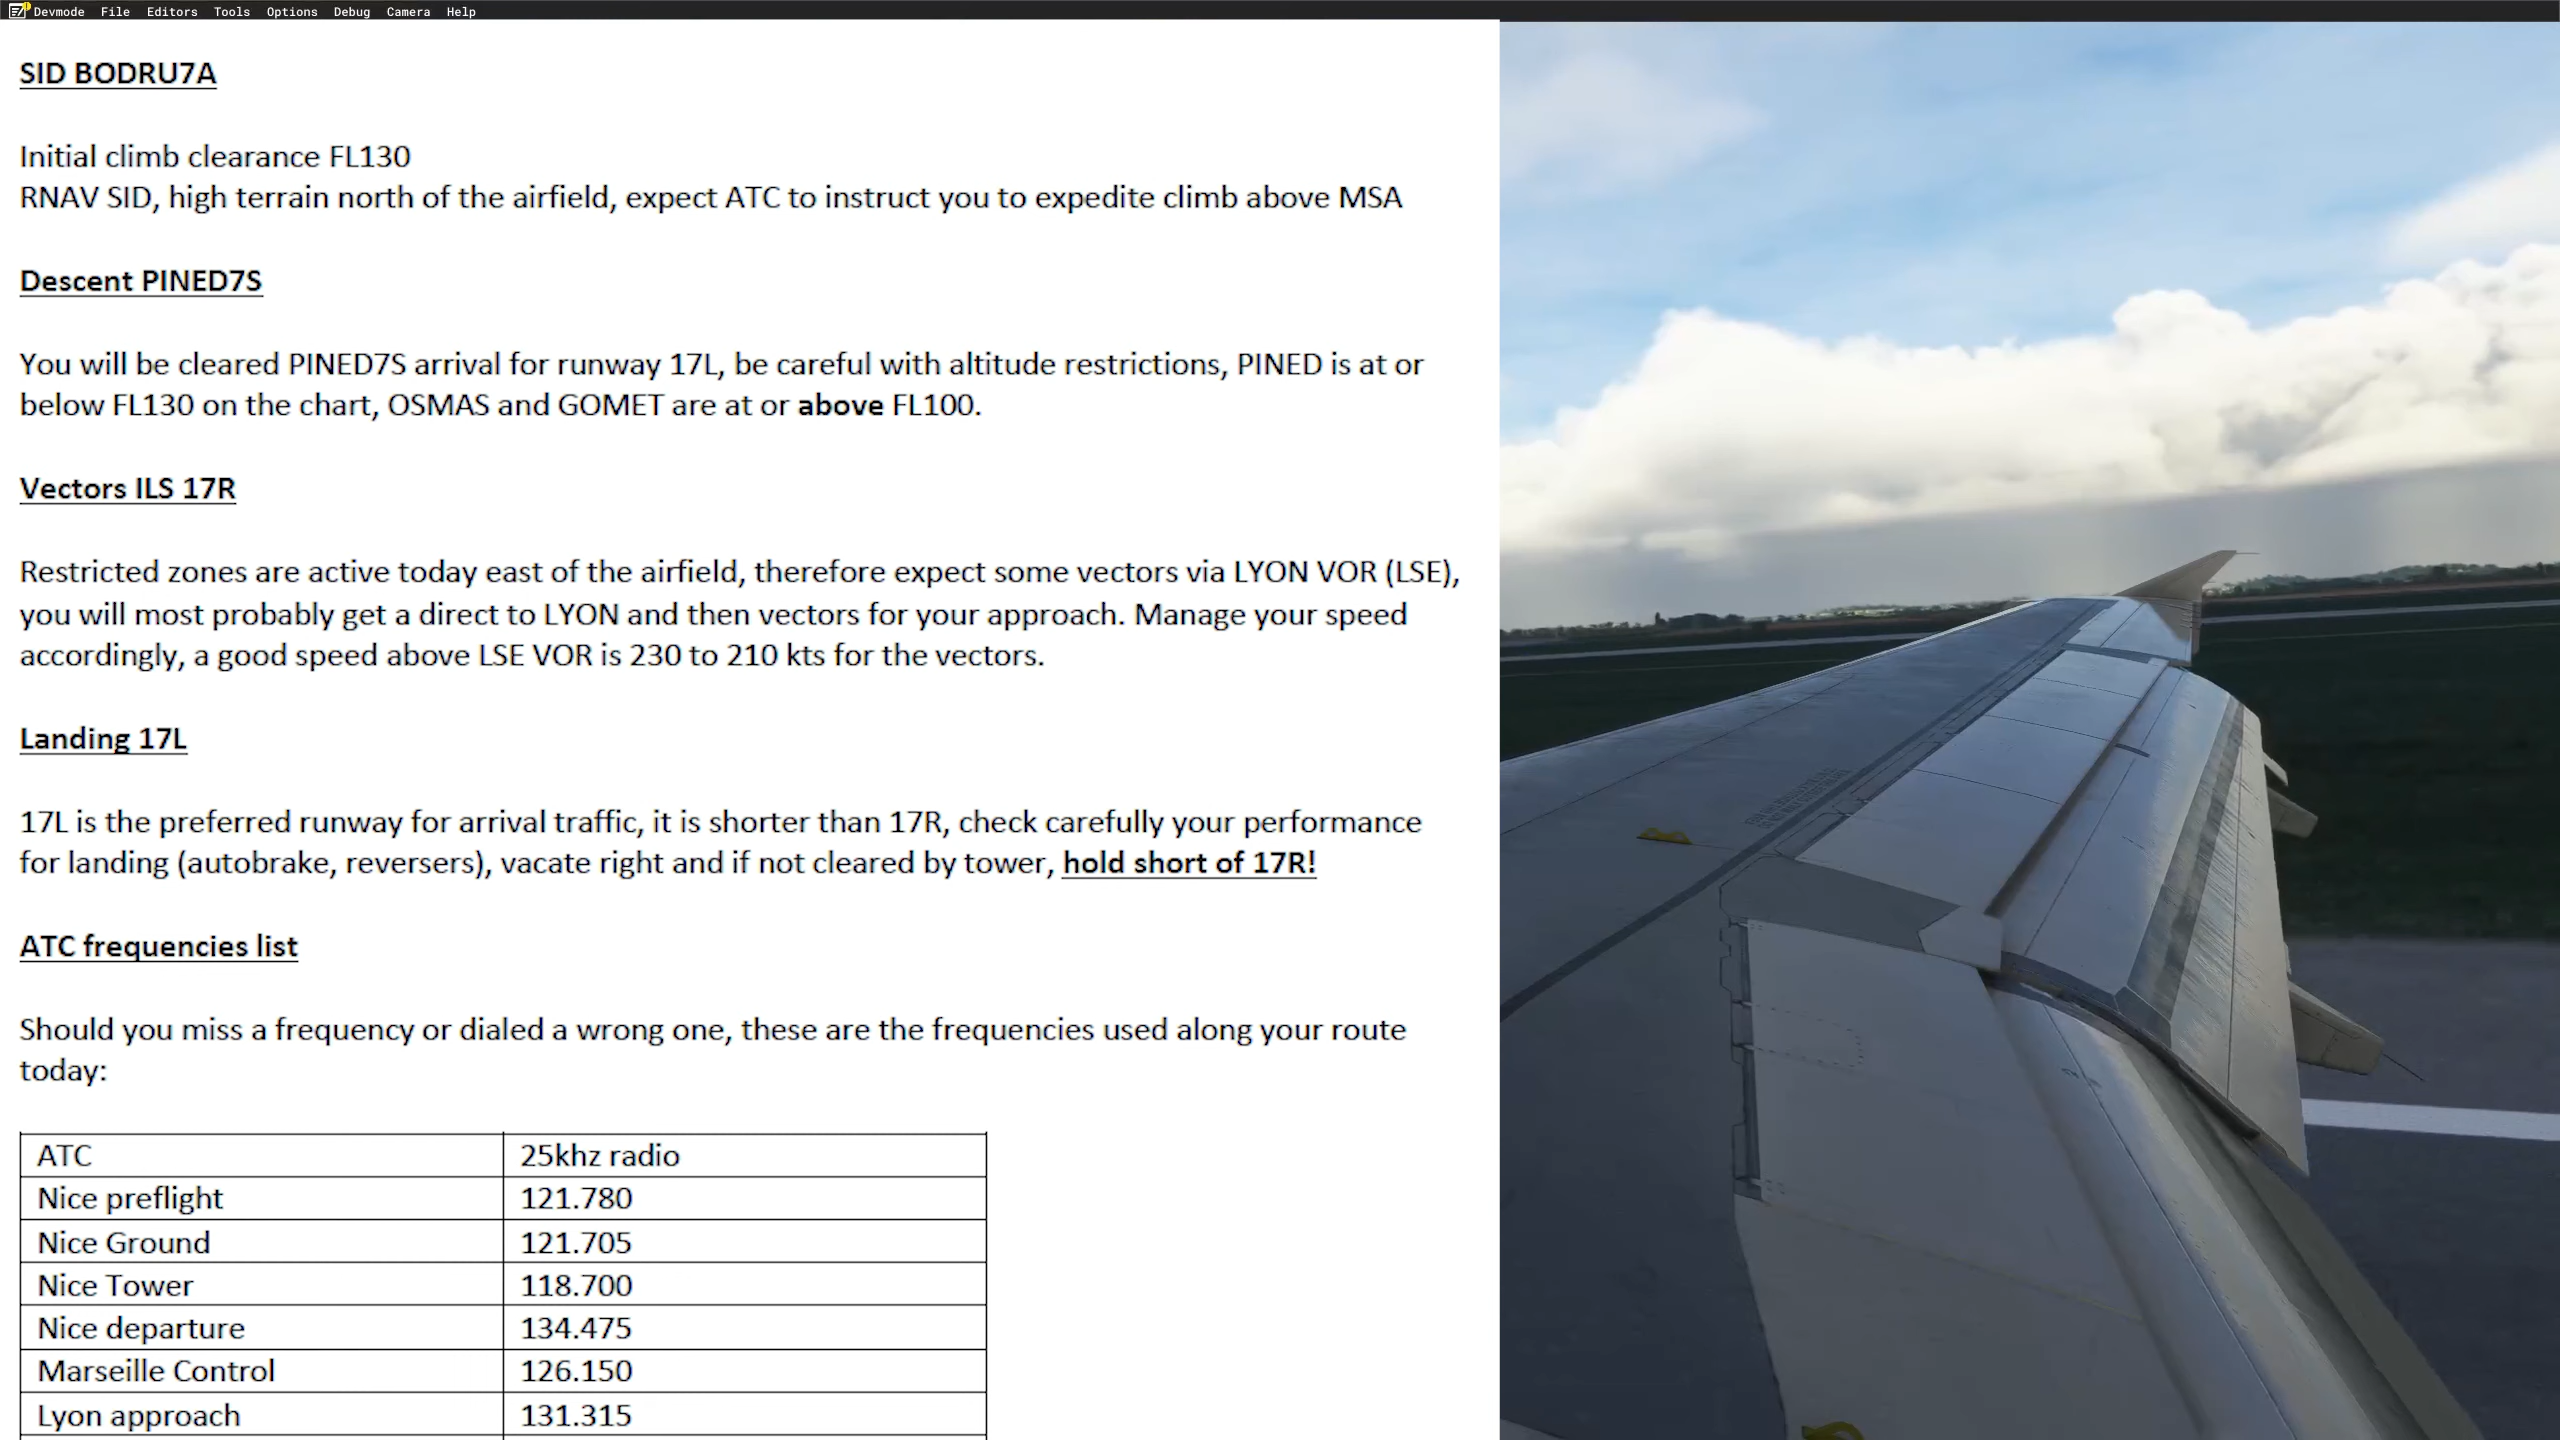 Devmode File Editors Tools Options Debug Camera Help
SID BODRU7A
Initial climb clearance FL130
RNAV SID, high terrain north of the airfield, expect ATC to instruct you to expedite climb above MSA
Descent PINED7S
You will be cleared PINED7S arrival for runway 17L, be careful with altitude restrictions, PINED is at or
below FL130 on the chart, OSMAS and GOMET are at or above FL100.
Vectors ILS 17R
Restricted zones are active today east of the airfield, therefore expect some vectors via LYON VOR (LSE),
you will most probably get a direct to LYON and then vectors for your approach. Manage your speed
accordingly, a good speed above LSE VOR is 230 to 210 kts for the vectors.
Landing 17L
17L is the preferred runway for arrival traffic, it is shorter than 17R, check carefully your performance
for landing (autobrake, reversers), vacate right and if not cleared by tower, hold short of 17R!
ATC frequencies list
Should you miss a frequency or dialed a wrong one, these are the frequencies used along your route
today:
ATC 25khz radio
Nice preflight 121.780
Nice Ground 121.705
Nice Tower 118.700
Nice departure 134.475
Marseille Control 126.150
Lyon approach 131.315